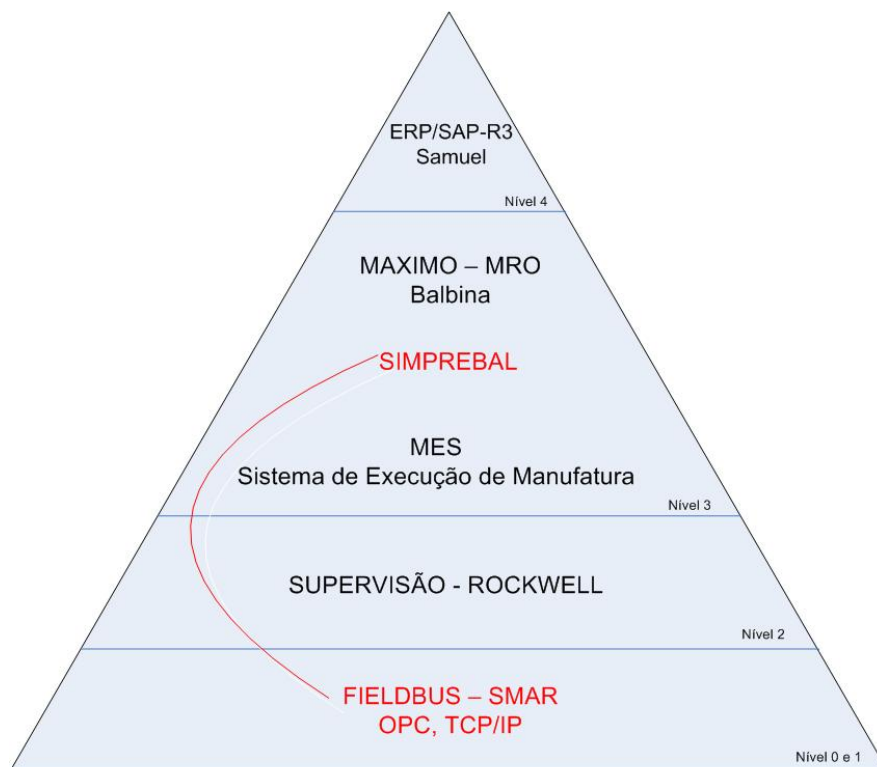 ERP/SAP-R3
Samuel
Nível 4
MAXIMO – MRO
Balbina
SIMPREBAL
MES
Sistema de Execução de Manufatura
Nível 3
SUPERVISÃO - ROCKWELL
Nível 2
FIELDBUS – SMAR
OPC, TCP/IP
Nível 0 e 1